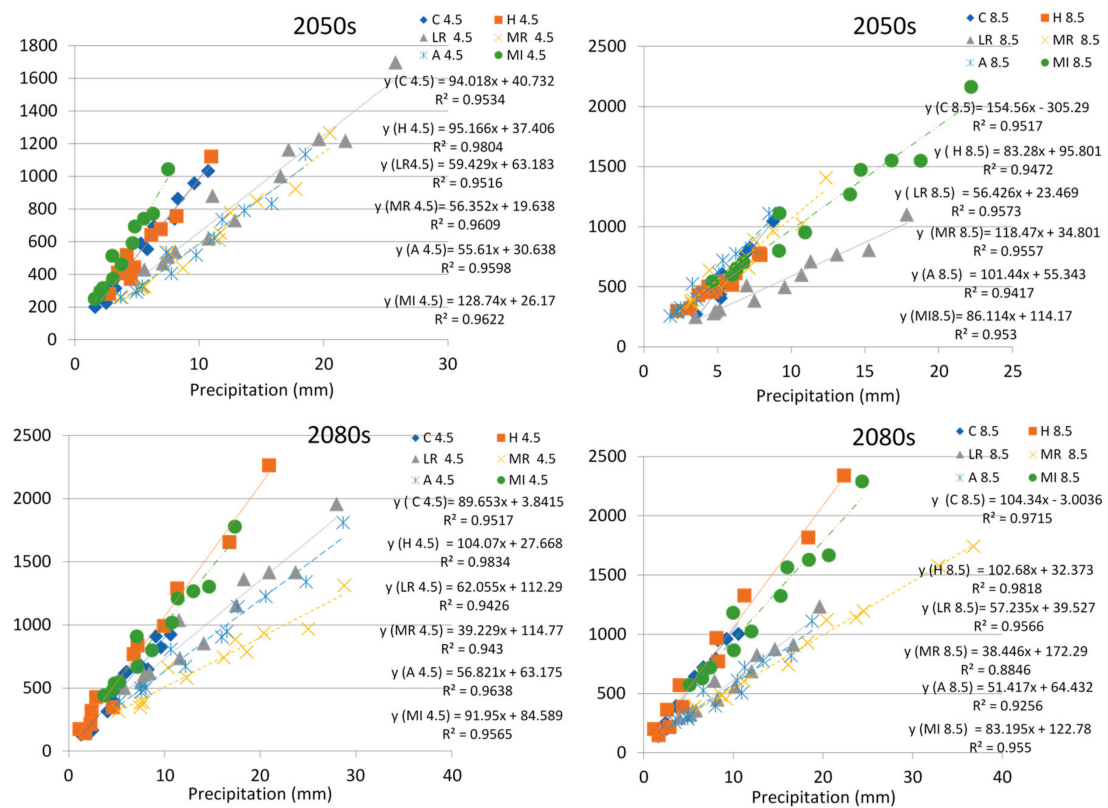 2050s
C 4.5 H 4.5
LR 4.5 MR 4.5
A 4.5 MI 4.5
1800
1600
1400
1200
1000
800
600
400
200
0
y (C 4.5) = 94.018x + 40.732
R² = 0.9534
y (H 4.5) = 95.166x + 37.406
R² = 0.9804
y (LR4.5) = 59.429x + 63.183
R² = 0.9516
y (MR 4.5) = 56.352x + 19.638
R² = 0.9609
y (A 4.5) = 55.61x + 30.638
R² = 0.9598
y (MI 4.5) = 128.74x + 26.17
R² = 0.9622
0 10 20 30
Precipitation (mm)
2050s
C 8.5 H 8.5
LR 8.5 MR 8.5
A 8.5 MI 8.5
2500
2000
1500
1000
500
0
y (C 8.5) = 154.56x - 305.29
R² = 0.9517
y ( H 8.5) = 83.28x + 95.801
R² = 0.9472
y ( LR 8.5) = 56.426x + 23.469
R² = 0.9573
y (MR 8.5) = 118.47x + 34.801
R² = 0.9557
y (A 8.5) = 101.44x + 55.343
R² = 0.9417
y (MI8.5) = 86.114x + 114.17
R² = 0.953
0 5 10 15 20 25
Precipitation (mm)
2080s
C 4.5 H 4.5
LR 4.5 MR 4.5
A 4.5 MI 4.5
2500
2000
1500
1000
500
0
y ( C 4.5)= 89.653x + 3.8415
R² = 0.9517
y (H 4.5) = 104.07x + 27.668
R² = 0.9834
y (LR 4.5)= 62.055x + 112.29
R² = 0.9426
y (MR 4.5) = 39.229x + 114.77
R² = 0.943
y (A 4.5) = 56.821x + 63.175
R² = 0.9638
y (MI 4.5) = 91.95x + 84.589
R² = 0.9565
0 10 20 30 40
Precipitation (mm)
2080s
C 8.5 H 8.5
LR 8.5 MR 8.5
A 8.5 MI 8.5
2500
2000
1500
1000
500
0
y (C 8.5) = 104.34x - 3.0036
R² = 0.9715
y (H 8.5) = 102.68x + 32.373
R² = 0.9818
y (LR 8.5)= 57.235x + 39.527
R² = 0.9566
y (MR 8.5) = 38.446x + 172.29
R² = 0.8846
y (A 8.5)= 51.417x + 64.432
R² = 0.9256
y (MI 8.5) = 83.195x + 122.78
R² = 0.955
0 10 20 30 40
Precipitation (mm)